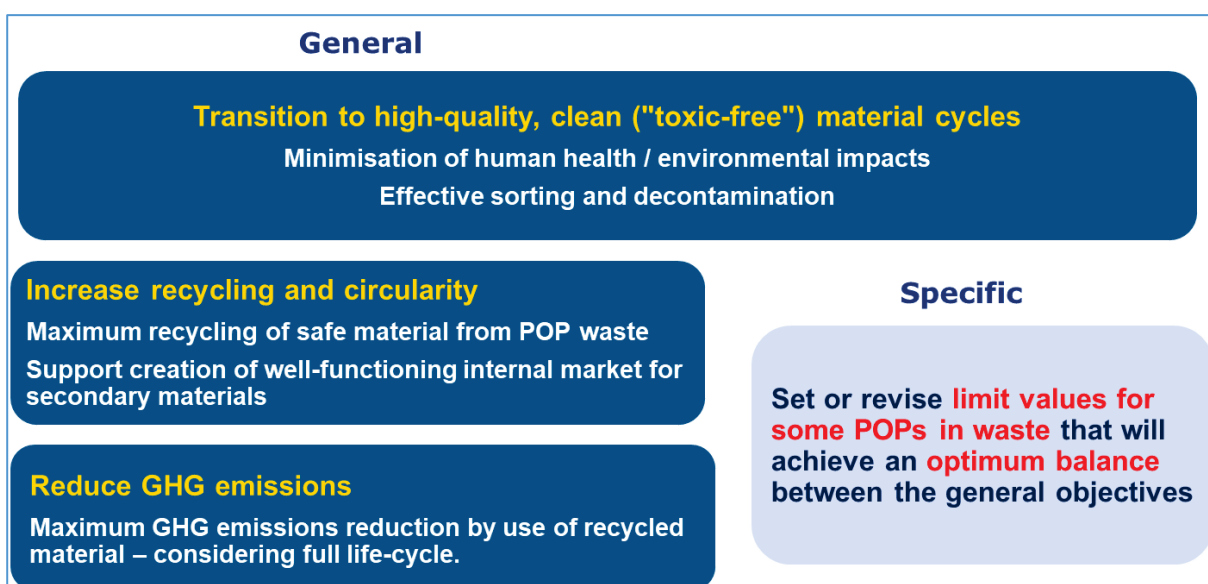 General
Transition to high-quality, clean ("toxic-free") material cycles
Minimisation of human health / environmental impacts
Effective sorting and decontamination
Increase recycling and circularity
Maximum recycling of safe material from POP waste
Support creation of well-functioning internal market for
secondary materials
Reduce GHG emissions
Maximum GHG emissions reduction by use of recycled
material – considering full life-cycle.
Specific
Set or revise limit values for
some POPs in waste that will
achieve an optimum balance
between the general objectives